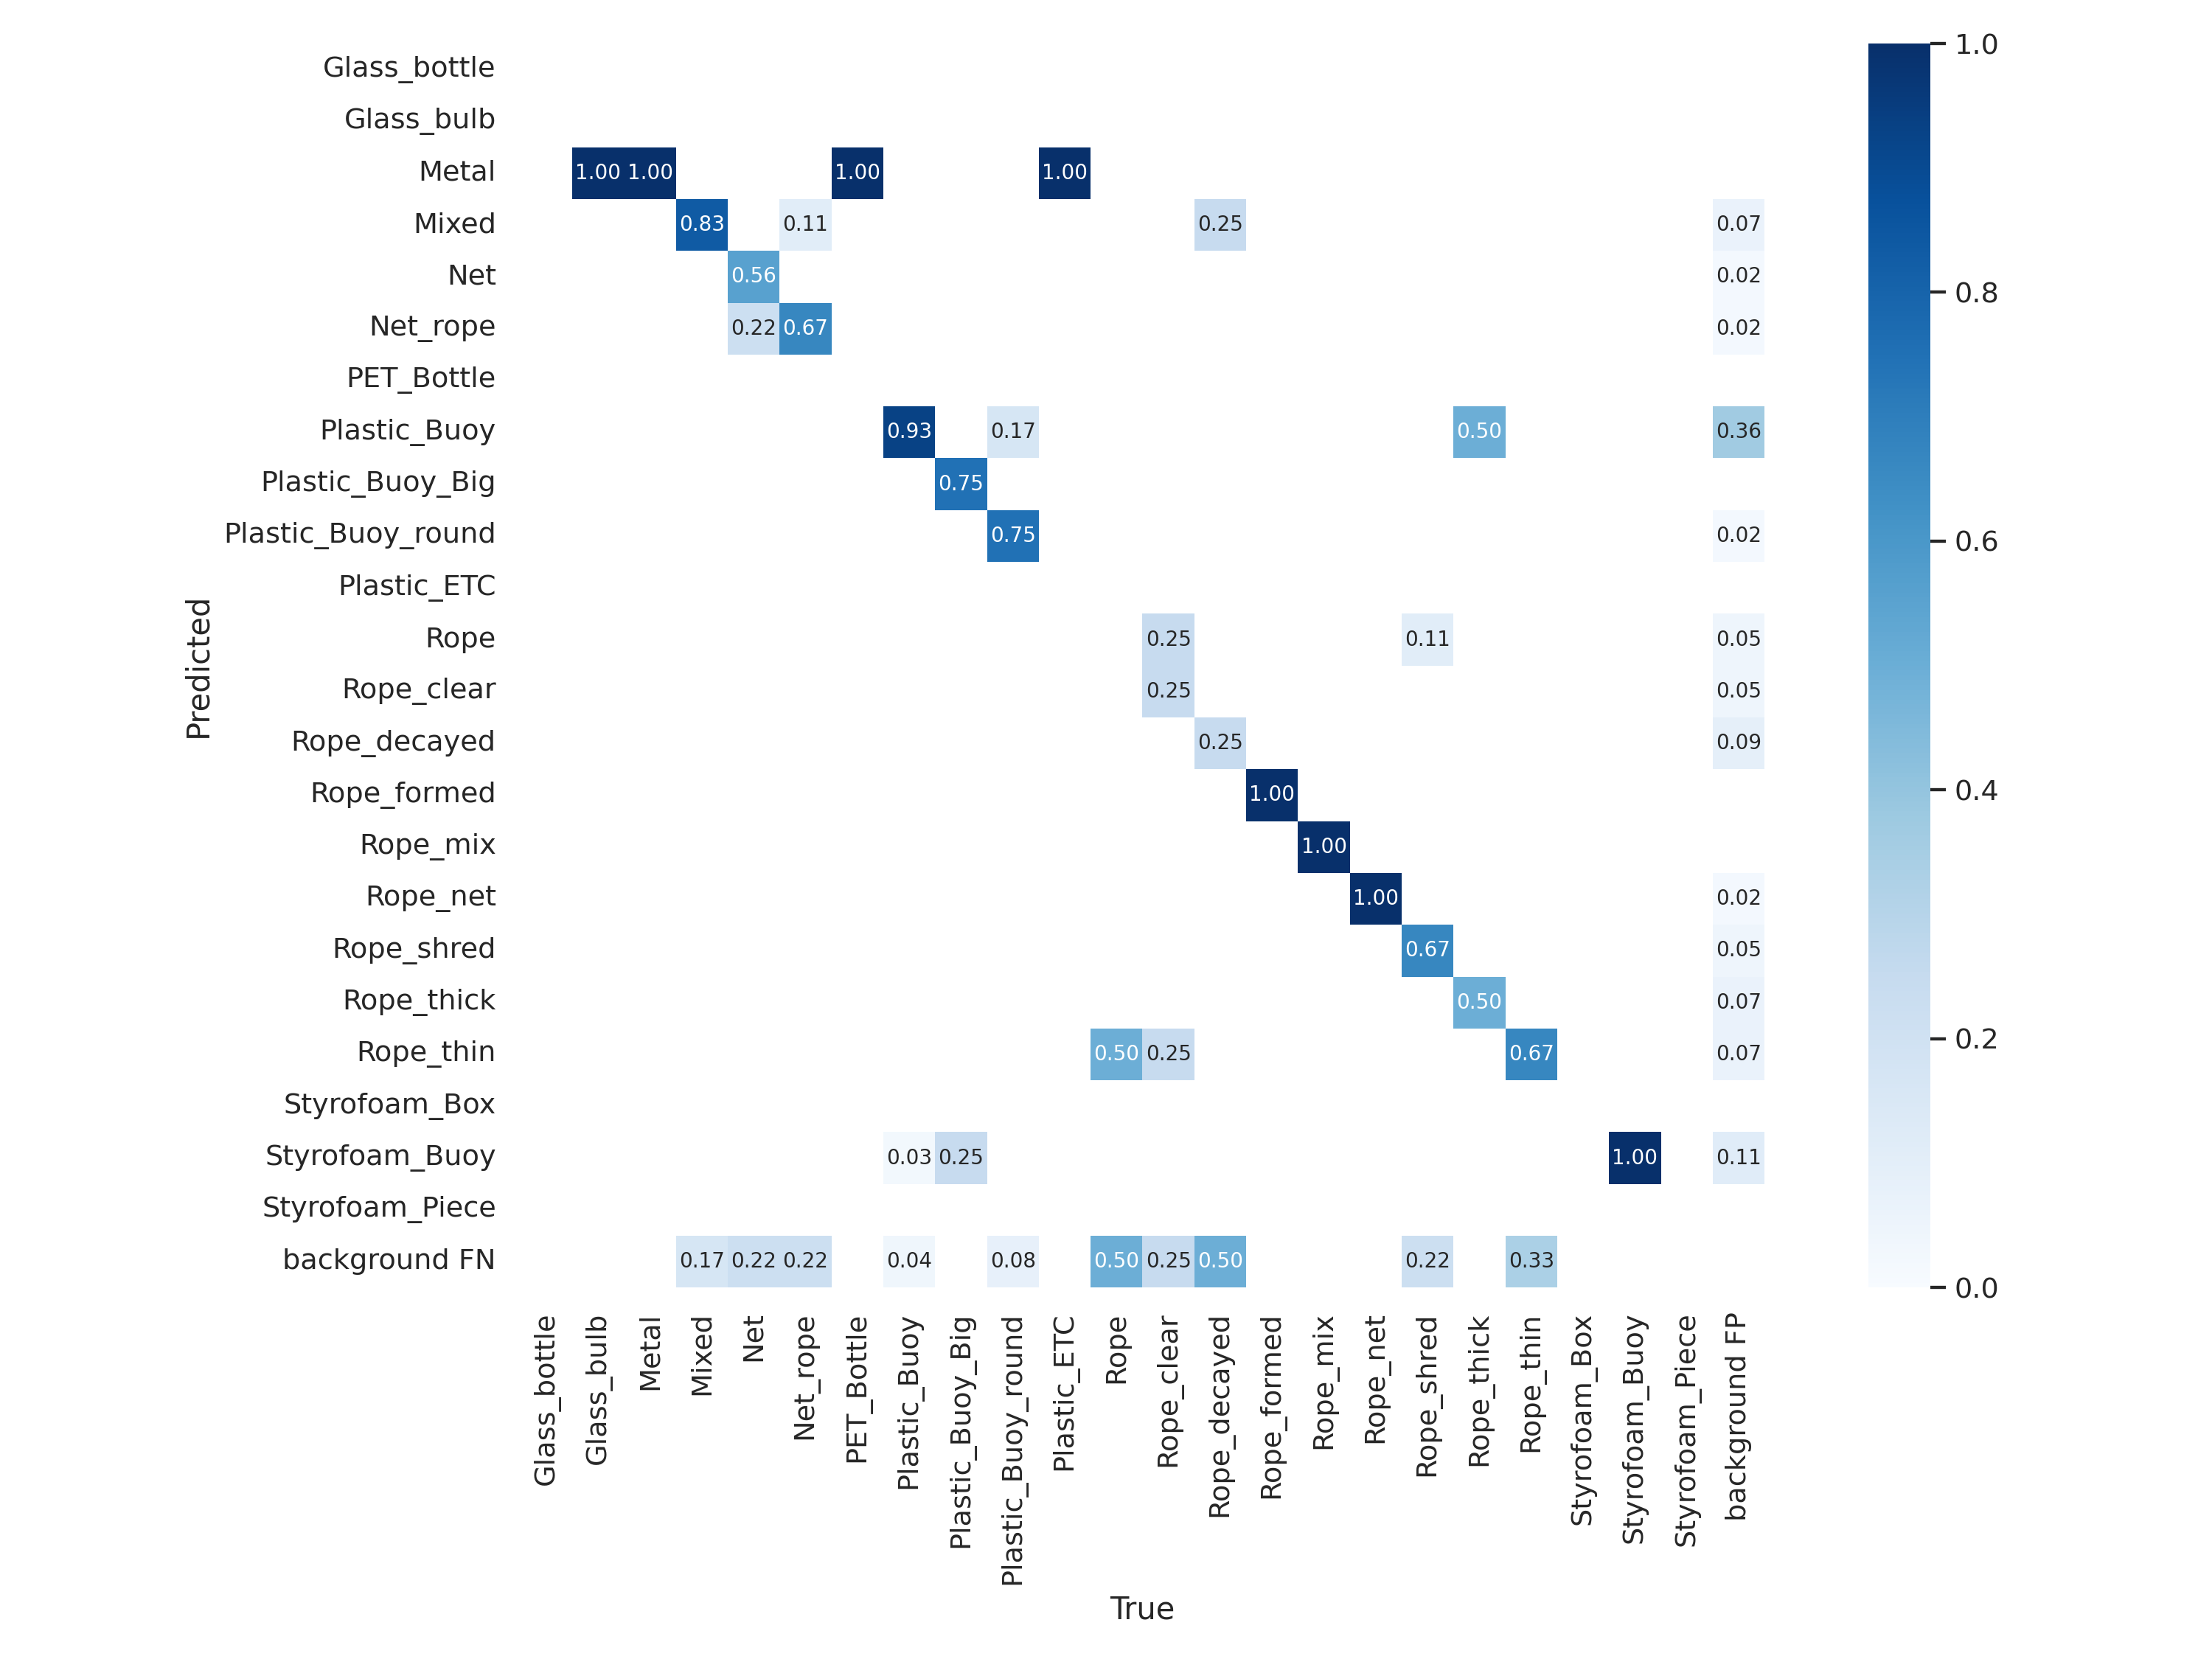 Glass_bottle
Glass_bulb
Metal 1.00 1.00 1.00 1.00
Mixed 0.83 0.11 0.25 0.07
Net 0.56 0.02
Net_rope 0.22 0.67 0.02
PET_Bottle
Plastic_Buoy 0.93 0.17 0.50 0.36
Plastic_Buoy_Big 0.75
Plastic_Buoy_round 0.75 0.02
Plastic_ETC
Rope 0.25 0.11 0.05
Rope_clear 0.25 0.05
Rope_decayed 0.25 0.09
Rope_formed 1.00
Rope_mix 1.00
Rope_net 1.00 0.02
Rope_shred 0.67 0.05
Rope_thick 0.50 0.07
Rope_thin 0.50 0.25 0.67 0.07
Styrofoam_Box
Styrofoam_Buoy 0.03 0.25 1.00 0.11
Styrofoam_Piece
background FN 0.17 0.22 0.22 0.04 0.08 0.50 0.25 0.50 0.22 0.33
Predicted
Glass_bottle
Glass_bulb
Metal
Mixed
Net
Net_rope
PET_Bottle
Plastic_Buoy
Plastic_Buoy_Big
Plastic_Buoy_round
Plastic_ETC
Rope
Rope_clear
Rope_decayed
Rope_formed
Rope_mix
Rope_net
Rope_shred
Rope_thick
Rope_thin
Styrofoam_Box
Styrofoam_Buoy
Styrofoam_Piece
background FP
True
1.0
0.8
0.6
0.4
0.2
0.0